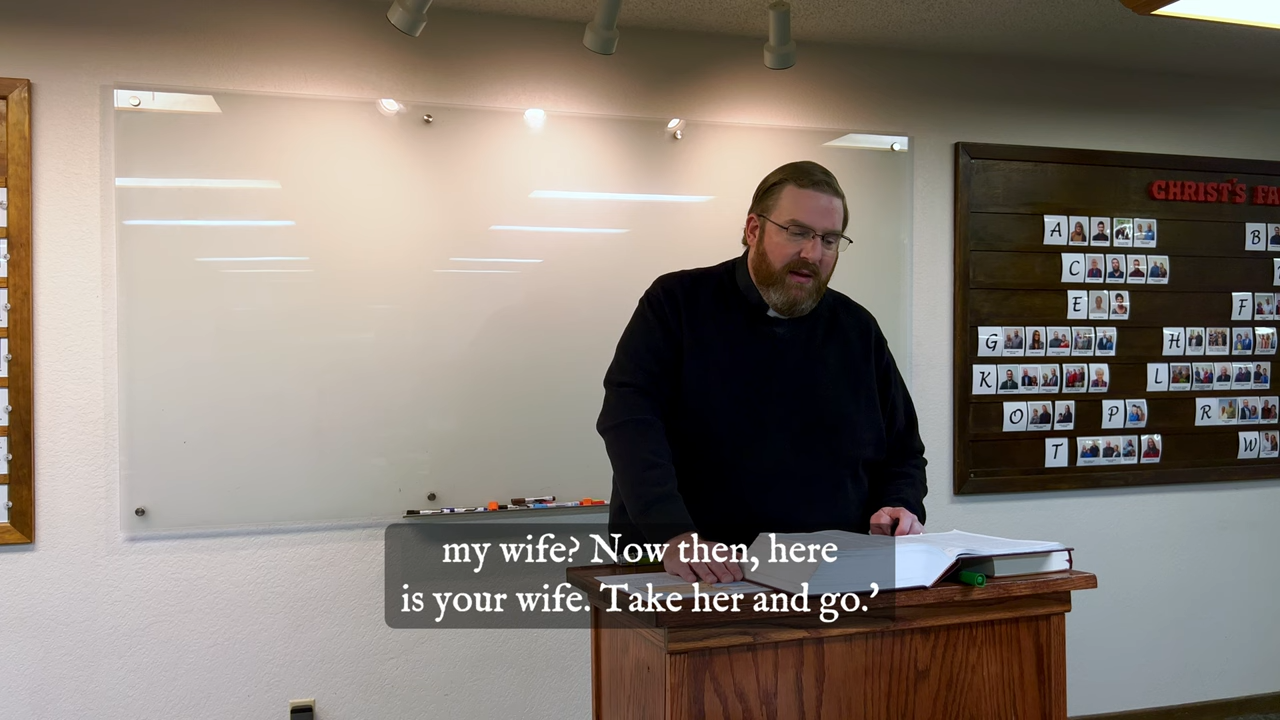 CHRIST'S FA
A
B
C
E
F
G
H
K
L
O
P
R
T
W
my wife? Now then, here
is your wife. Take her and go.’